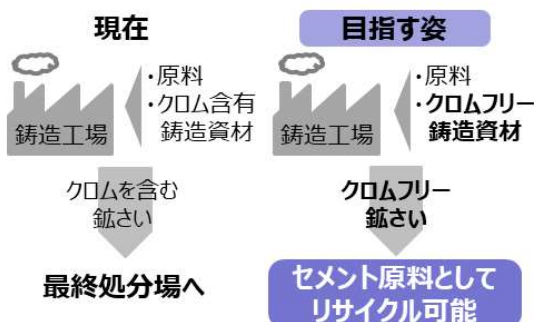 現在
・原料
・クロム含有
鋳造資材
鋳造工場
クロムを含む
鉱さい
最終処分場へ
目指す姿
・原料
・クロムフリー
鋳造資材
鋳造工場
クロムフリー
鉱さい
セメント原料として
リサイクル可能